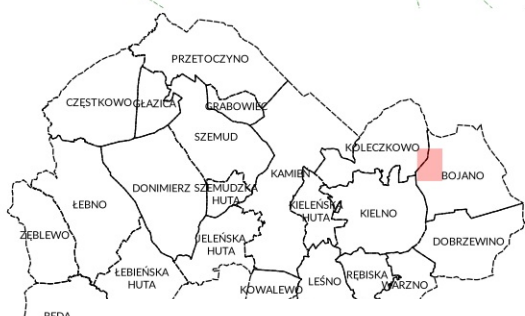 PRZETOCZYNO
CZĘSTKOWO
GŁAZICA
GRABOWIEC
SZEMUD
KOLECZKOWO
KAMIEŃ
BOJANO
DONIMIERZ
SZEMUDZKA
HUTA
ŁEBNO
KIELEŃSKA
HUTA
KIELNO
ZĘBLEWO
JELEŃSKA
HUTA
DOBRZEWINO
ŁEBIEŃSKA
HUTA
LEŚNO
RĘBISKA
WARZNO
KOWALEWO